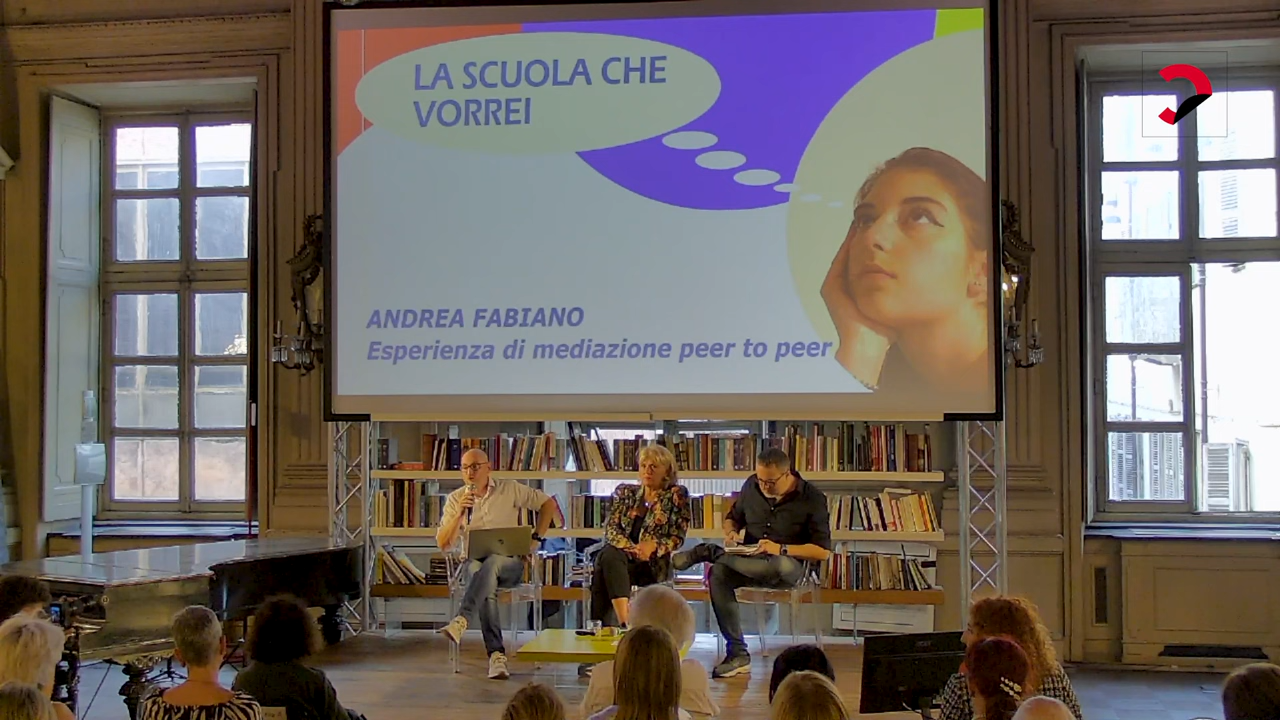 LA SCUOLA CHE
VORREI
ANDREA FABIANO
Esperienza di mediazione peer to peer